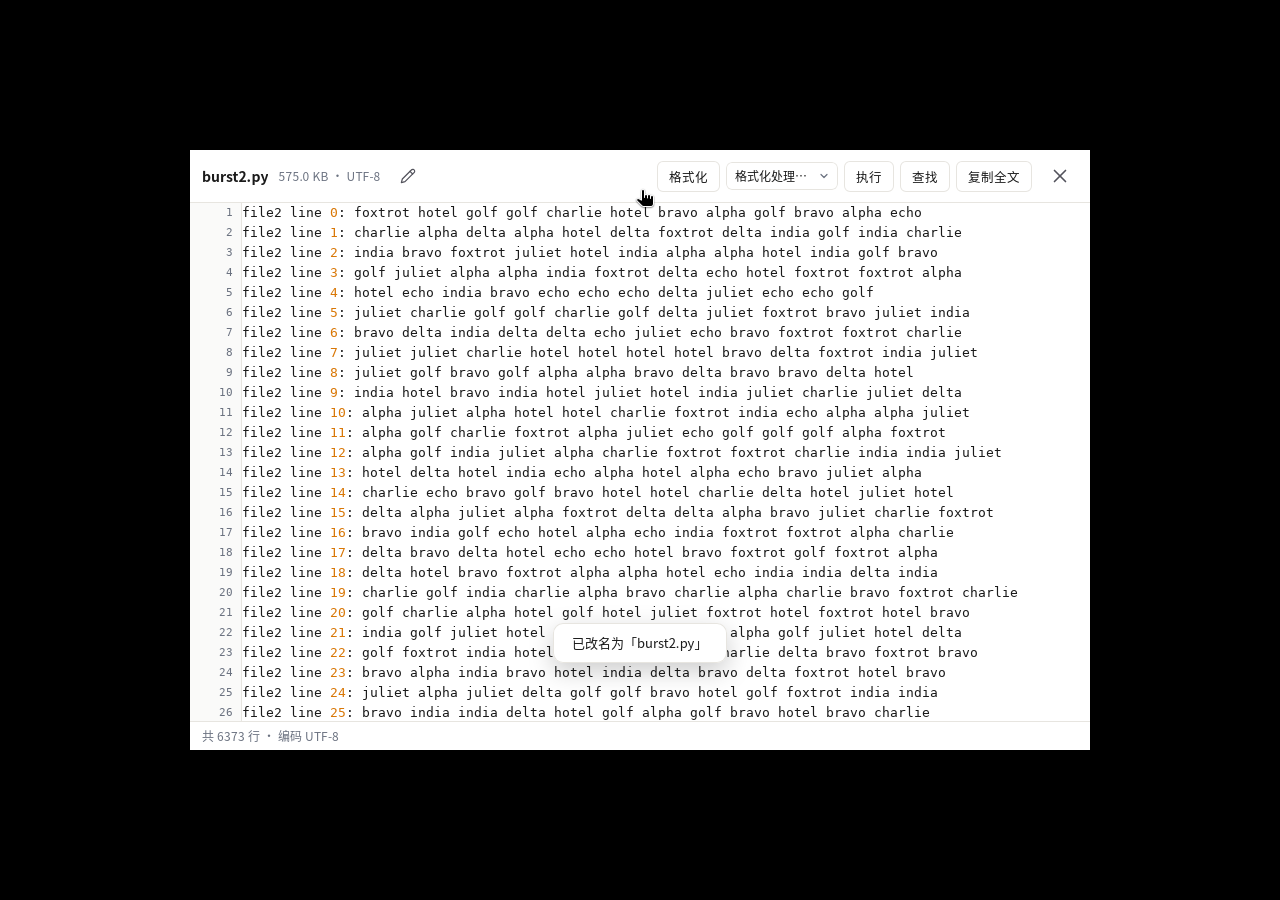 burst2.py 575.0 KB • UTF-8 格式化 格式化处理… 执行 查找 复制全文
1 file2 line 0: foxtrot hotel golf golf charlie hotel bravo alpha golf bravo alpha echo
2 file2 line 1: charlie alpha delta alpha hotel delta foxtrot delta india golf india charlie
3 file2 line 2: india bravo foxtrot juliet hotel india alpha alpha hotel india golf bravo
4 file2 line 3: golf juliet alpha alpha india foxtrot delta echo hotel foxtrot foxtrot alpha
5 file2 line 4: hotel echo india bravo echo echo echo delta juliet echo echo golf
6 file2 line 5: juliet charlie golf golf charlie golf delta juliet foxtrot bravo juliet india
7 file2 line 6: bravo delta india delta delta echo juliet echo bravo foxtrot foxtrot charlie
8 file2 line 7: juliet juliet charlie hotel hotel hotel hotel bravo delta foxtrot india juliet
9 file2 line 8: juliet golf bravo golf alpha alpha bravo delta bravo bravo delta hotel
10 file2 line 9: india hotel bravo india hotel juliet hotel india juliet charlie juliet delta
11 file2 line 10: alpha juliet alpha hotel hotel charlie foxtrot india echo alpha alpha juliet
12 file2 line 11: alpha golf charlie foxtrot alpha juliet echo golf golf golf alpha foxtrot
13 file2 line 12: alpha golf india juliet alpha charlie foxtrot foxtrot charlie india india juliet
14 file2 line 13: hotel delta hotel india echo alpha hotel alpha echo bravo juliet alpha
15 file2 line 14: charlie echo bravo golf bravo hotel hotel charlie delta hotel juliet hotel
16 file2 line 15: delta alpha juliet alpha foxtrot delta delta alpha bravo juliet charlie foxtrot
17 file2 line 16: bravo india golf echo hotel alpha echo india foxtrot foxtrot alpha charlie
18 file2 line 17: delta bravo delta hotel echo echo hotel bravo foxtrot golf foxtrot alpha
19 file2 line 18: delta hotel bravo foxtrot alpha alpha hotel echo india india delta india
20 file2 line 19: charlie golf india charlie alpha bravo charlie alpha charlie bravo foxtrot charlie
21 file2 line 20: golf charlie alpha hotel golf hotel juliet foxtrot hotel foxtrot hotel bravo
22 file2 line 21: india golf juliet hotel alpha golf juliet hotel delta
已改名为「burst2.py」
23 file2 line 22: golf foxtrot india hotel delta bravo foxtrot bravo
24 file2 line 23: bravo alpha india bravo hotel india delta bravo delta foxtrot hotel bravo
25 file2 line 24: juliet alpha juliet delta golf golf bravo hotel golf foxtrot india india
26 file2 line 25: bravo india india delta hotel golf alpha golf bravo hotel bravo charlie
共 6373 行 • 编码 UTF-8